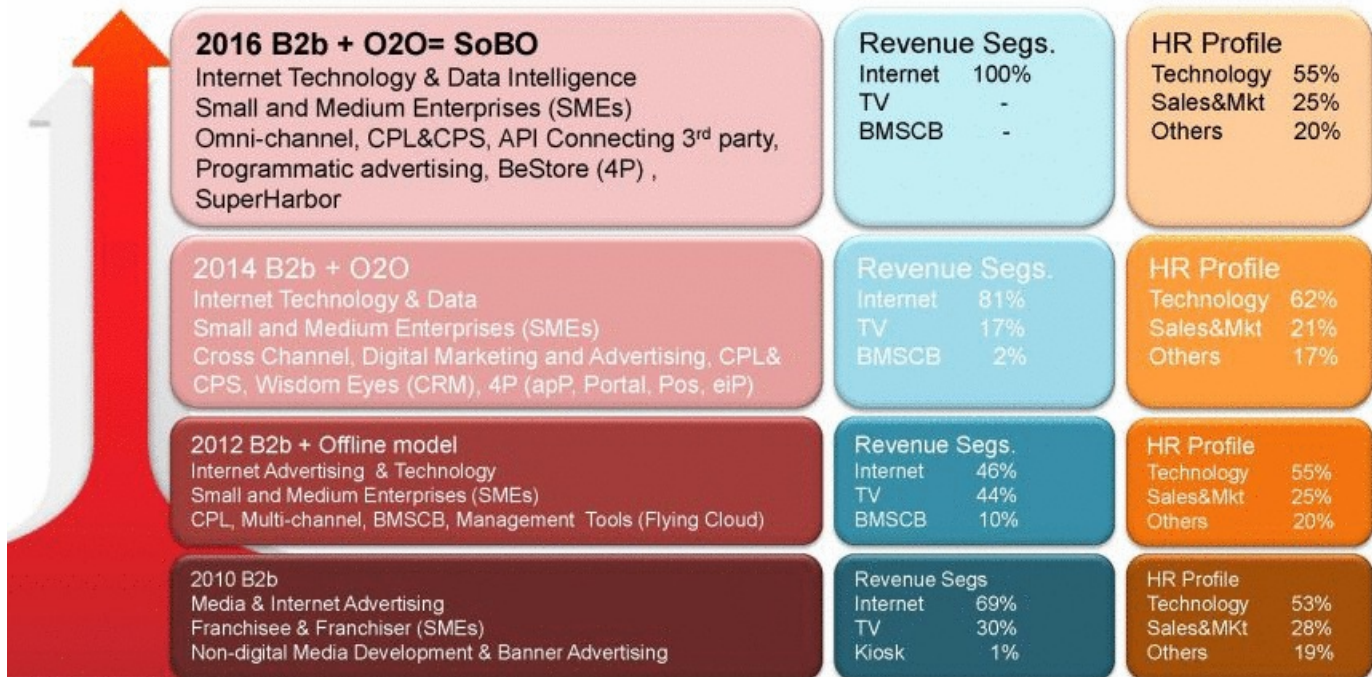 2016 B2b + O2O= SoBO
Internet Technology & Data Intelligence
Small and Medium Enterprises (SMEs)
Omni-channel, CPL&CPS, API Connecting 3rd party,
Programmatic advertising, BeStore (4P) ,
SuperHarbor
Revenue Segs.
Internet 100%
TV -
BMSCB -
HR Profile
Technology 55%
Sales&Mkt 25%
Others 20%
2014 B2b + O2O
Internet Technology & Data
Small and Medium Enterprises (SMEs)
Cross Channel, Digital Marketing and Advertising, CPL&
CPS, Wisdom Eyes (CRM), 4P (apP, Portal, Pos, eiP)
Revenue Segs.
Internet 81%
TV 17%
BMSCB 2%
HR Profile
Technology 62%
Sales&Mkt 21%
Others 17%
2012 B2b + Offline model
Internet Advertising & Technology
Small and Medium Enterprises (SMEs)
CPL, Multi-channel, BMSCB, Management Tools (Flying Cloud)
Revenue Segs.
Internet 46%
TV 44%
BMSCB 10%
HR Profile
Technology 55%
Sales&Mkt 25%
Others 20%
2010 B2b
Media & Internet Advertising
Franchisee & Franchiser (SMEs)
Non-digital Media Development & Banner Advertising
Revenue Segs
Internet 69%
TV 30%
Kiosk 1%
HR Profile
Technology 53%
Sales&MKt 28%
Others 19%